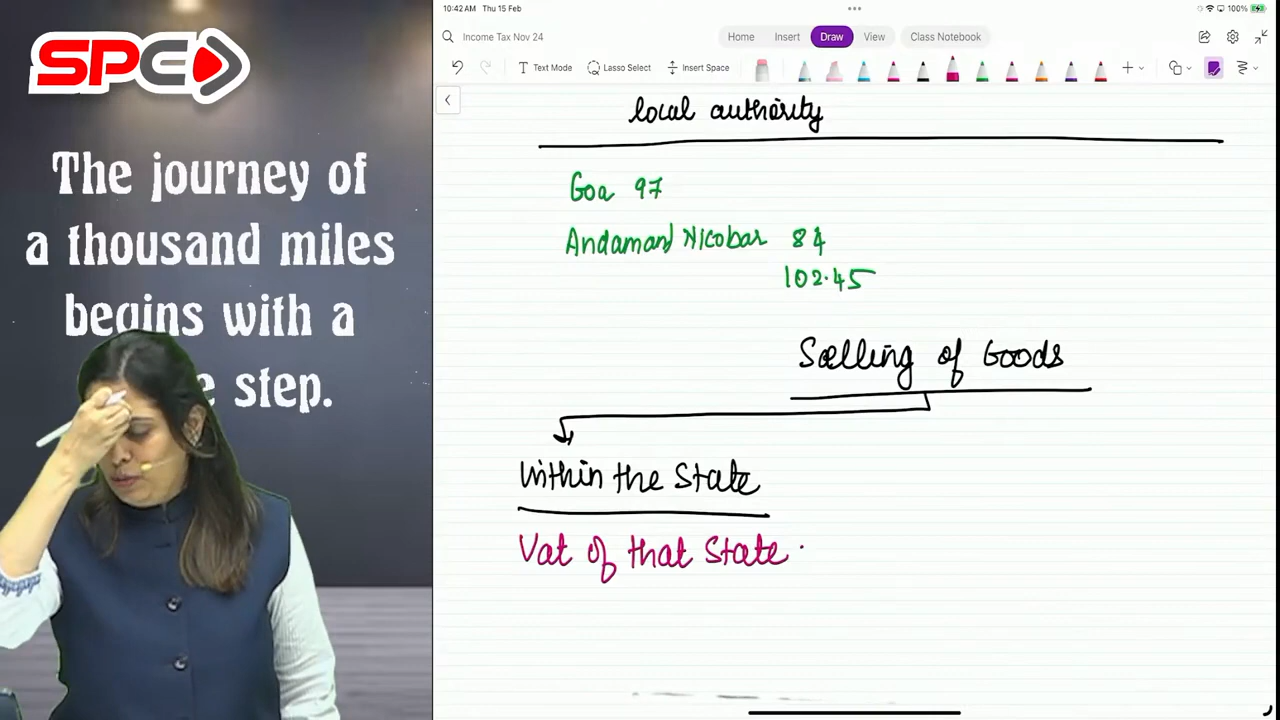 SPED
The journey of
a thousand miles
begins with a
step.
10:42 AM Thu 15 Feb
100%
Income Tax Nov 24
Home Insert Draw View Class Notebook
Text Mode Lasso Select Insert Space
local authority
Goa 97
Andaman Nicobar 84
102.45
Selling of Goods
Within the State
Vat of that State.